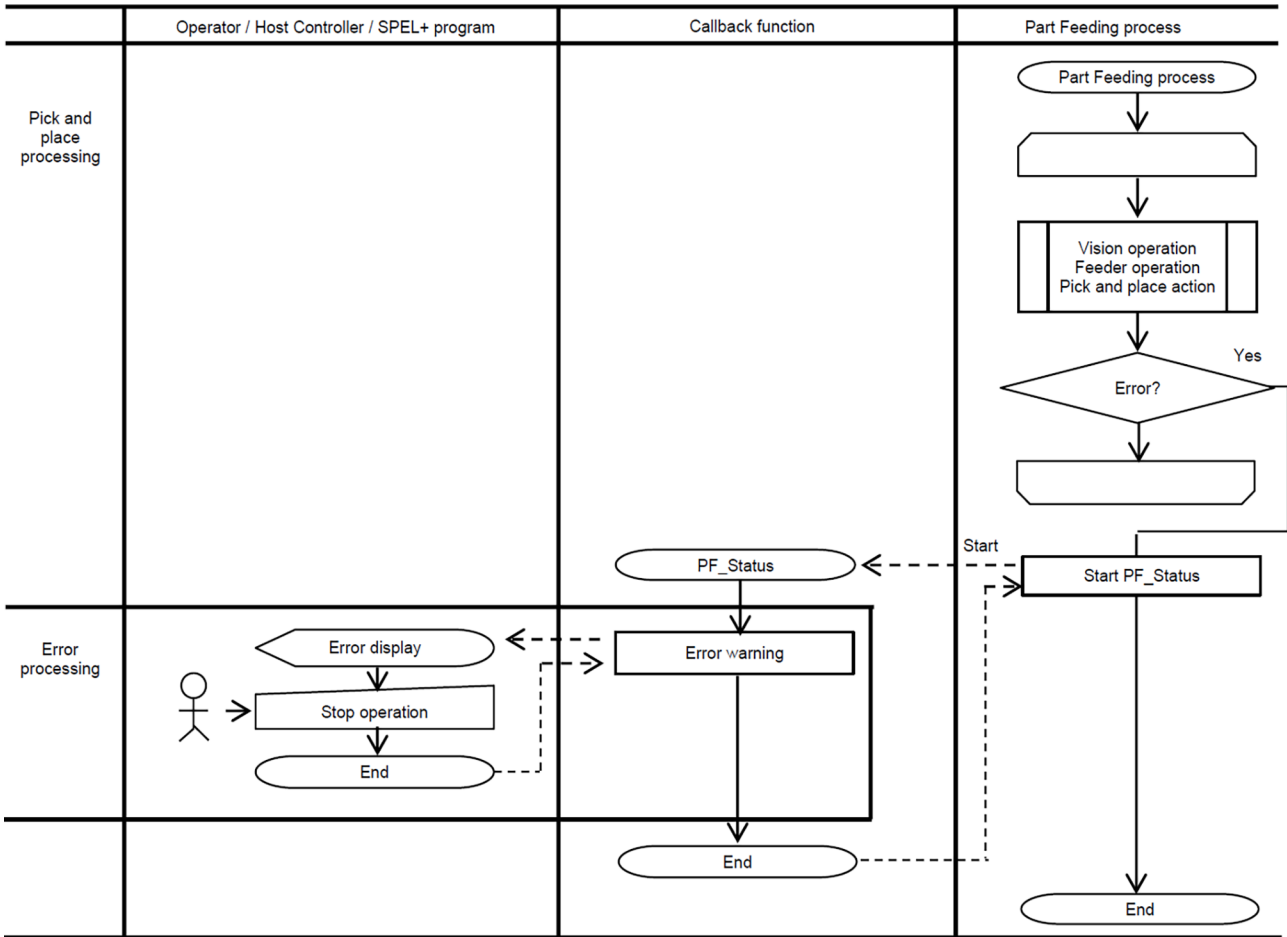 Operator / Host Controller / SPEL+ program
Callback function
Part Feeding process
Pick and
place
processing
Part Feeding process
Vision operation
Feeder operation
Pick and place action
Yes
Error?
Start
PF_Status
Start PF_Status
Error
processing
Error display
Error warning
Stop operation
End
End
End